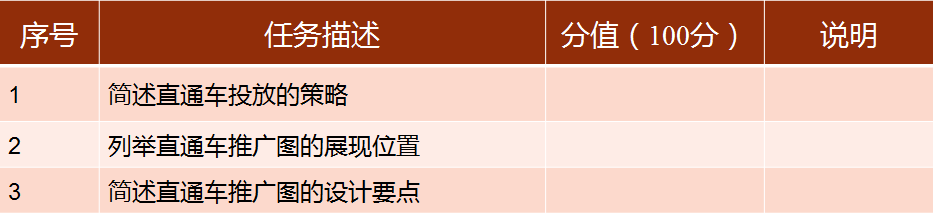 序号 任务描述 分值（100分） 说明
1 简述直通车投放的策略
2 列举直通车推广图的展现位置
3 简述直通车推广图的设计要点